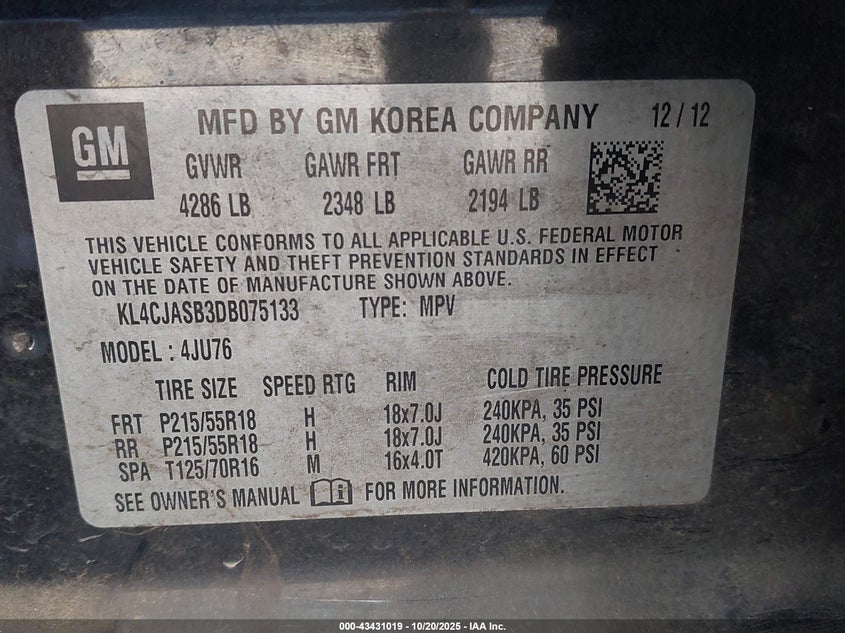 GM
MFD BY GM KOREA COMPANY 12 / 12
GVWR GAWR FRT GAWR RR
4286 LB 2348 LB 2194 LB
THIS VEHICLE CONFORMS TO ALL APPLICABLE U.S. FEDERAL MOTOR
VEHICLE SAFETY AND THEFT PREVENTION STANDARDS IN EFFECT
ON THE DATE OF MANUFACTURE SHOWN ABOVE.
KL4CJASB3DB075133 TYPE: MPV
MODEL : 4JU76
TIRE SIZE SPEED RTG RIM COLD TIRE PRESSURE
FRT P215/55R18 H 18x7.0J 240KPA, 35 PSI
RR P215/55R18 H 18x7.0J 240KPA, 35 PSI
SPA T125/70R16 M 16x4.0T 420KPA, 60 PSI
SEE OWNER'S MANUAL i FOR MORE INFORMATION.
000-43431019 - 10/20/2025 - IAA Inc.